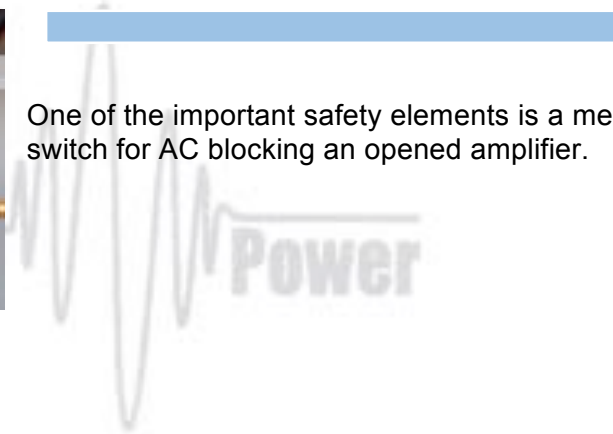 One of the important safety elements is a me
switch for AC blocking an opened amplifier.
Power